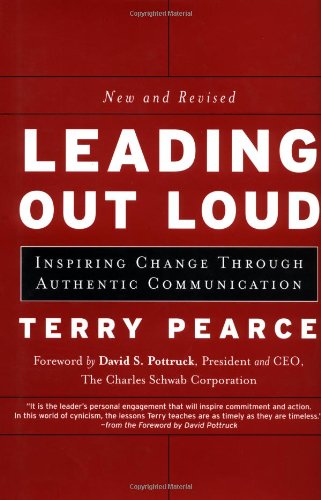 New and Revised
LEADING
OUT LOUD
INSPIRING CHANGE THROUGH
AUTHENTIC COMMUNICATION
TERRY PEARCE
Foreword by David S. Pottruck, President and CEO,
The Charles Schwab Corporation
"It is the leader's personal engagement that will inspire commitment and action.
In this world of cynicism, the lessons Terry teaches are as timely as they are timeless."
—from the Foreword by David Pottruck